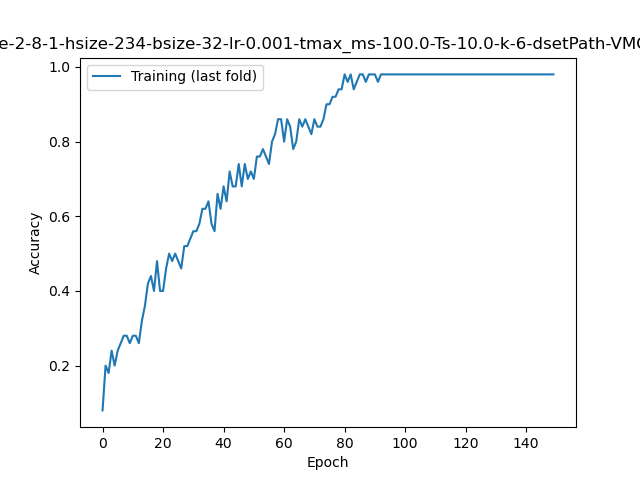 e-2-8-1-hsize-234-bsize-32-lr-0.001-tmax_ms-100.0-Ts-10.0-k-6-dsetPath-VMC
Training (last fold)
1.0
0.8
0.6
0.4
0.2
Accuracy
0 20 40 60 80 100 120 140
Epoch